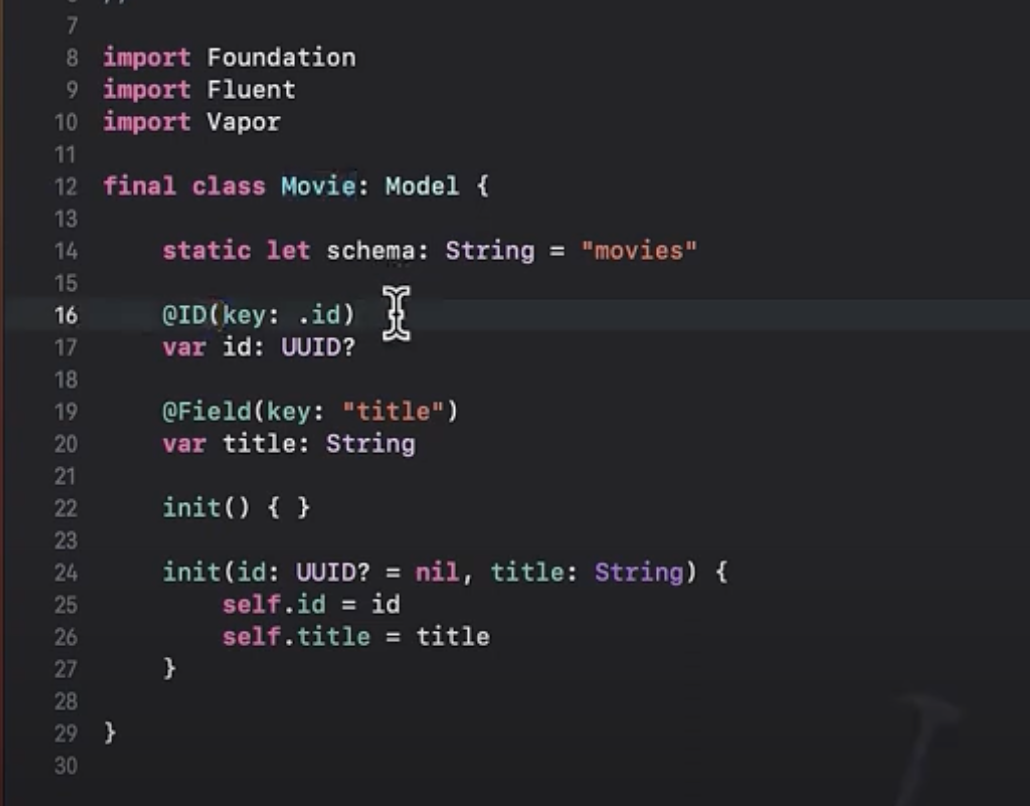 7
8 import Foundation
9 import Fluent
10 import Vapor
11
12 final class Movie: Model {
13
14     static let schema: String = "movies"
15
16     @ID(key: .id)
17     var id: UUID?
18
19     @Field(key: "title")
20     var title: String
21
22     init() { }
23
24     init(id: UUID? = nil, title: String) {
25         self.id = id
26         self.title = title
27     }
28
29 }
30